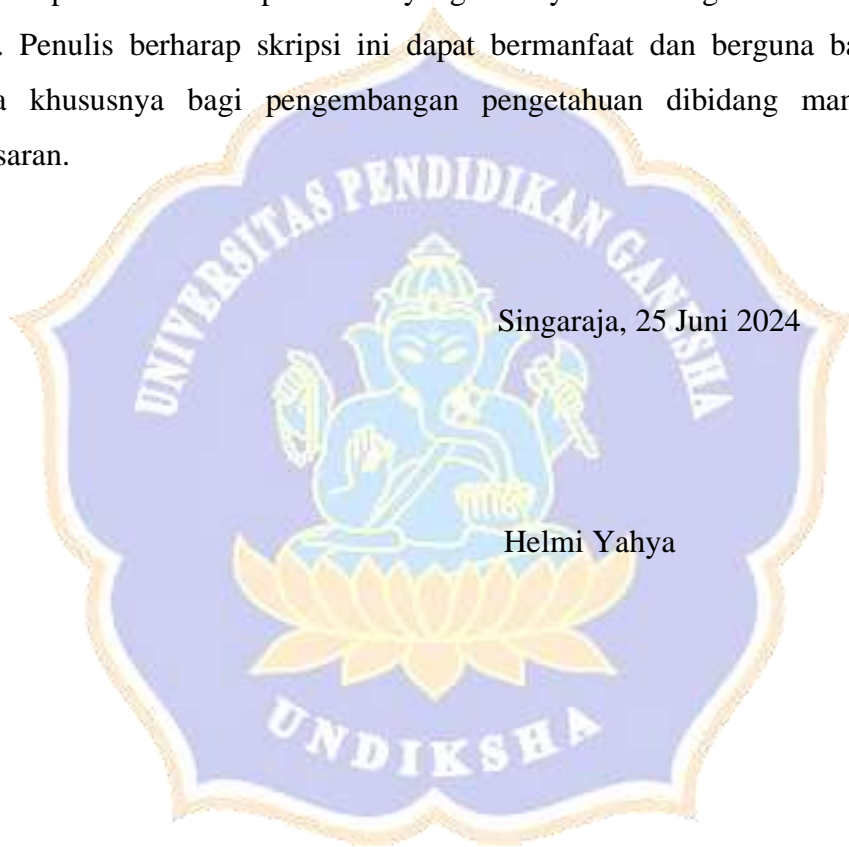 . Penulis berharap skripsi ini dapat bermanfaat dan berguna ba
a khususnya bagi pengembangan pengetahuan dibidang man
saran.
UNIVERSITAS PENDIDIKAN GANESHA
Singaraja, 25 Juni 2024
Helmi Yahya
UNDIKSHA